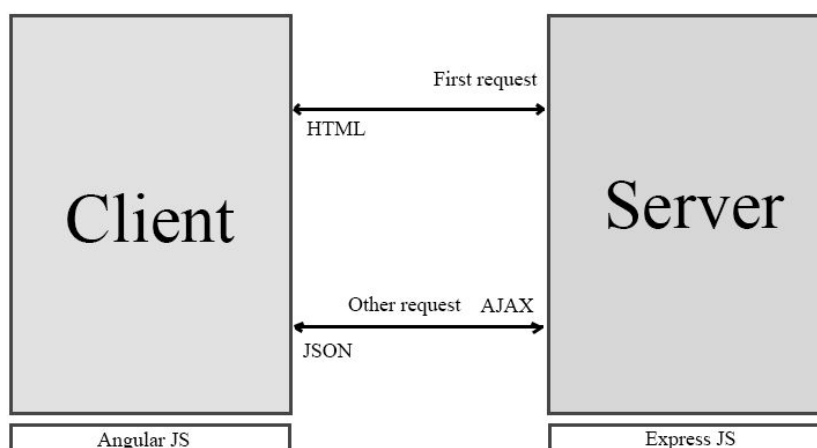 First request
HTML
Client
Server
Other request AJAX
JSON
Angular JS
Express JS